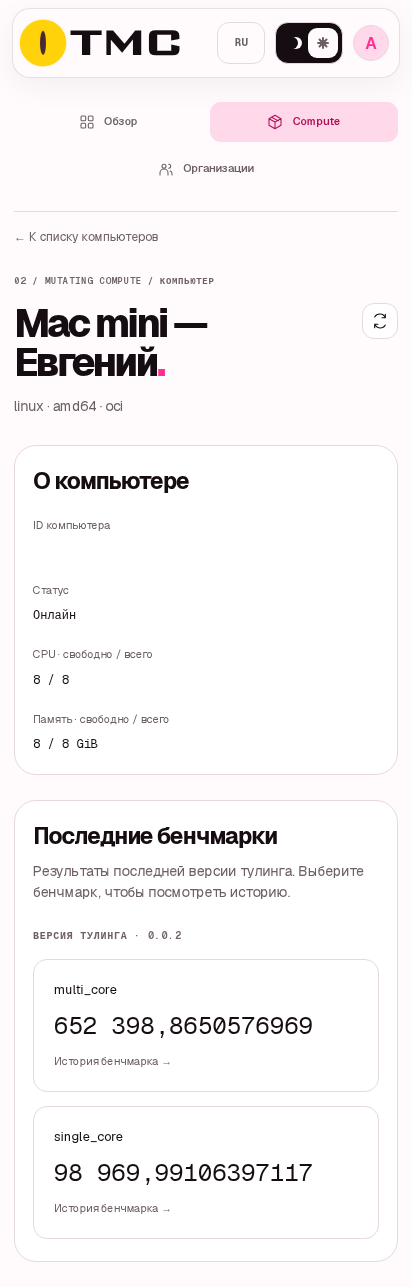 TMC
RU
A
Обзор
Compute
Организации
← К списку компьютеров
02 / MUTATING COMPUTE / КОМПЬЮТЕР
Mac mini —
Евгений.
linux · amd64 · oci
О компьютере
ID компьютера
Статус
Онлайн
CPU · свободно / всего
8 / 8
Память · свободно / всего
8 / 8 GiB
Последние бенчмарки
Результаты последней версии тулинга. Выберите
бенчмарк, чтобы посмотреть историю.
ВЕРСИЯ ТУЛИНГА · 0.0.2
multi_core
652 398,8650576969
История бенчмарка →
single_core
98 969,99106397117
История бенчмарка →